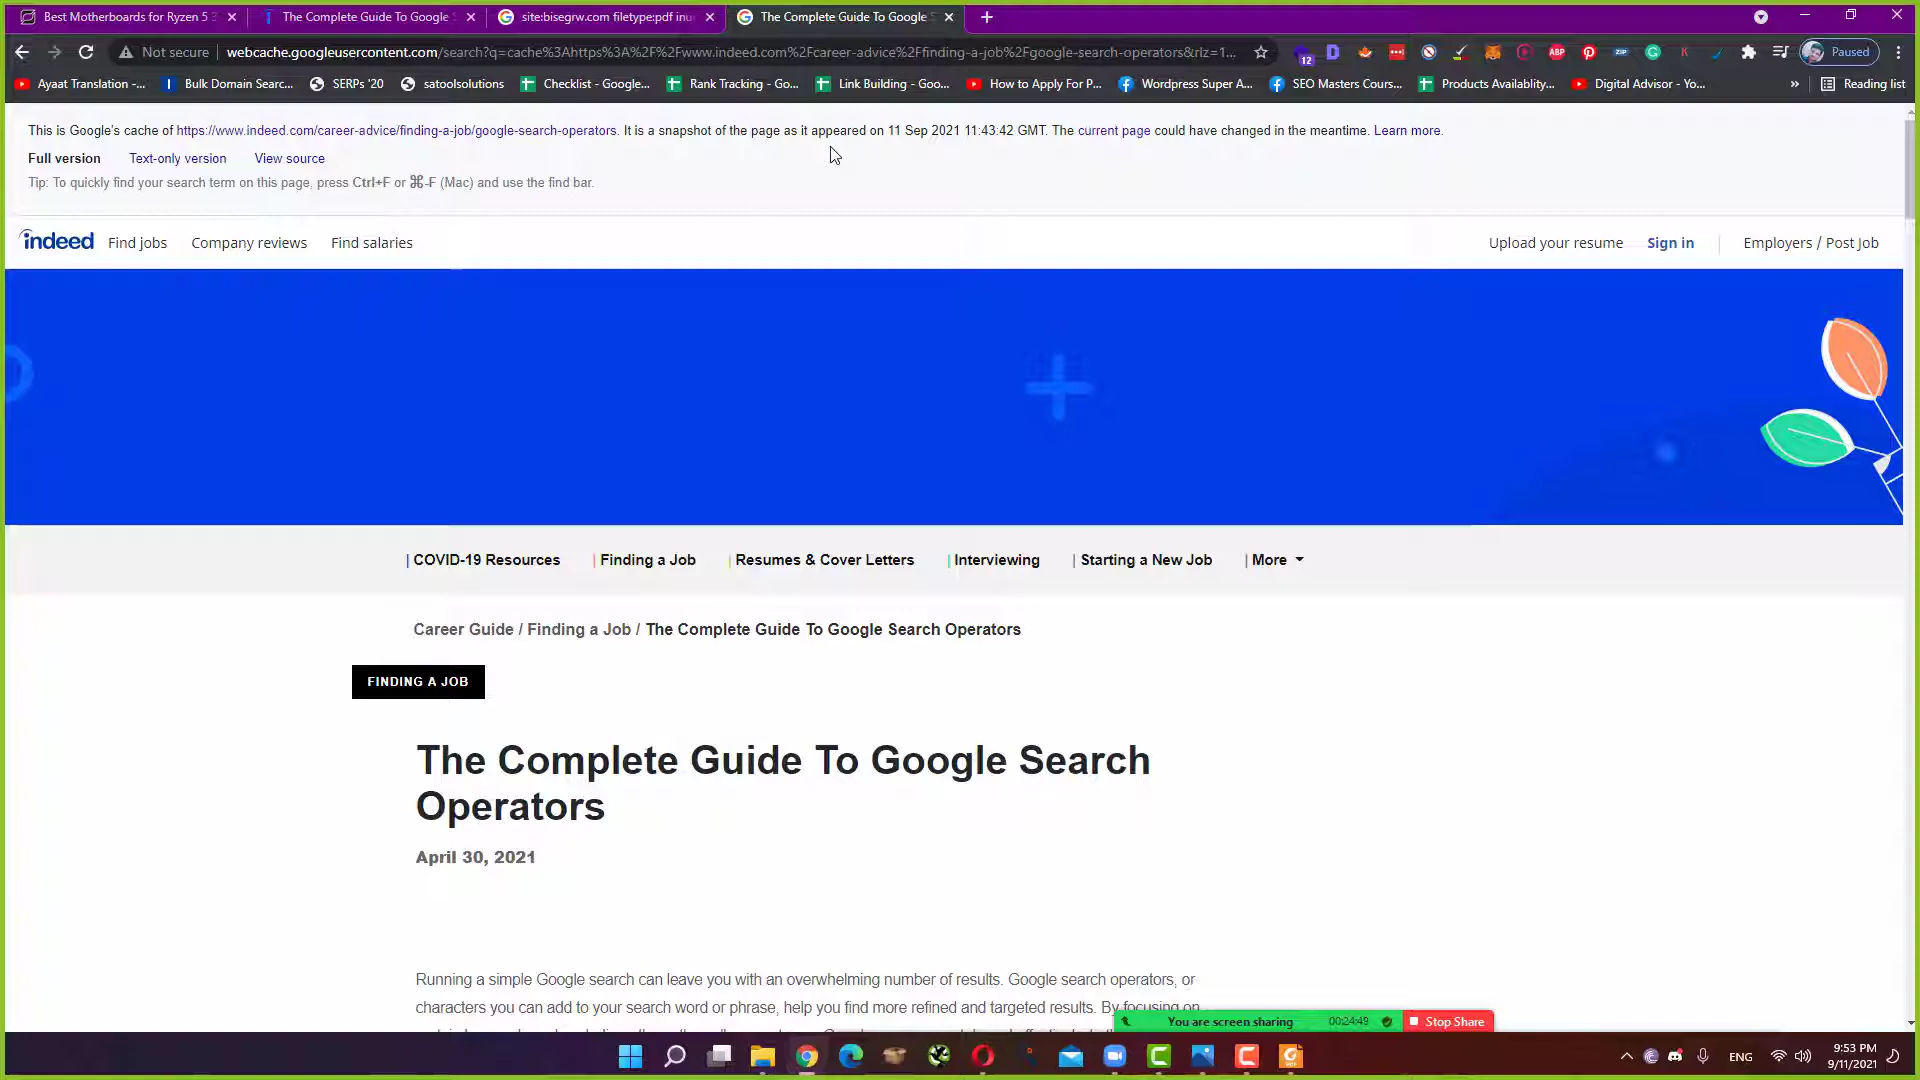 Best Motherboards for Ryzen 5 3
The Complete Guide To Google S
site:bisegrw.com filetype:pdf inu
The Complete Guide To Google S
Not secure webcache.googleusercontent.com/search?q=cache%3Ahttps%3A%2F%2Fwww.indeed.com%2Fcareer-advice%2Ffinding-a-job%2Fgoogle-search-operators&rlz=1... 12 ABP ZIP Paused
Ayaat Translation -... Bulk Domain Searc... SERPs '20 satoolsolutions Checklist - Google... Rank Tracking - Go... Link Building - Goo... How to Apply For P... Wordpress Super A... SEO Masters Cours... Products Availablity... Digital Advisor - Yo... » Reading list
This is Google's cache of https://www.indeed.com/career-advice/finding-a-job/google-search-operators. It is a snapshot of the page as it appeared on 11 Sep 2021 11:43:42 GMT. The current page could have changed in the meantime. Learn more.
Full version Text-only version View source
Tip: To quickly find your search term on this page, press Ctrl+F or ⌘-F (Mac) and use the find bar.
indeed Find jobs Company reviews Find salaries Upload your resume Sign in Employers / Post Job
COVID-19 Resources Finding a Job Resumes & Cover Letters Interviewing Starting a New Job More
Career Guide / Finding a Job / The Complete Guide To Google Search Operators
FINDING A JOB
The Complete Guide To Google Search
Operators
April 30, 2021
Running a simple Google search can leave you with an overwhelming number of results. Google search operators, or
characters you can add to your search word or phrase, help you find more refined and targeted results. By focusing on
You are screen sharing 00:24:49 Stop Share
ENG 9:53 PM
9/11/2021